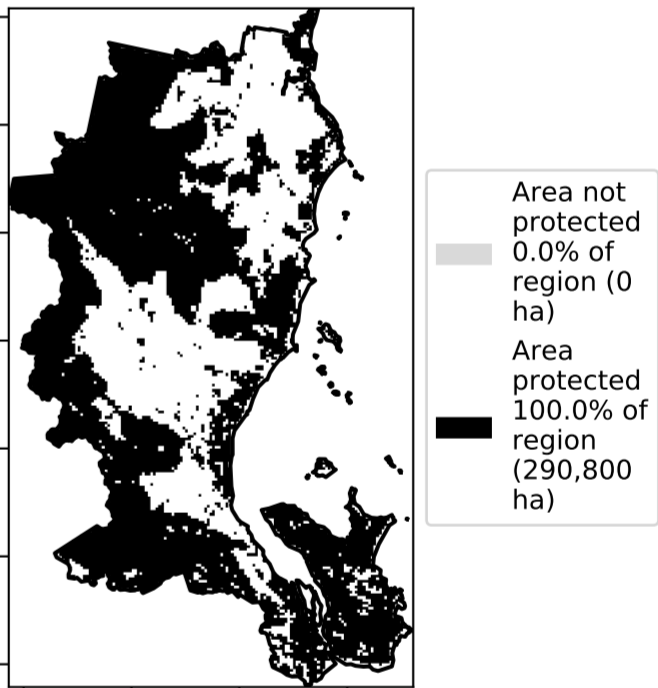 Area not
protected
0.0% of
region (0
ha)
Area
protected
100.0% of
region
(290,800
ha)